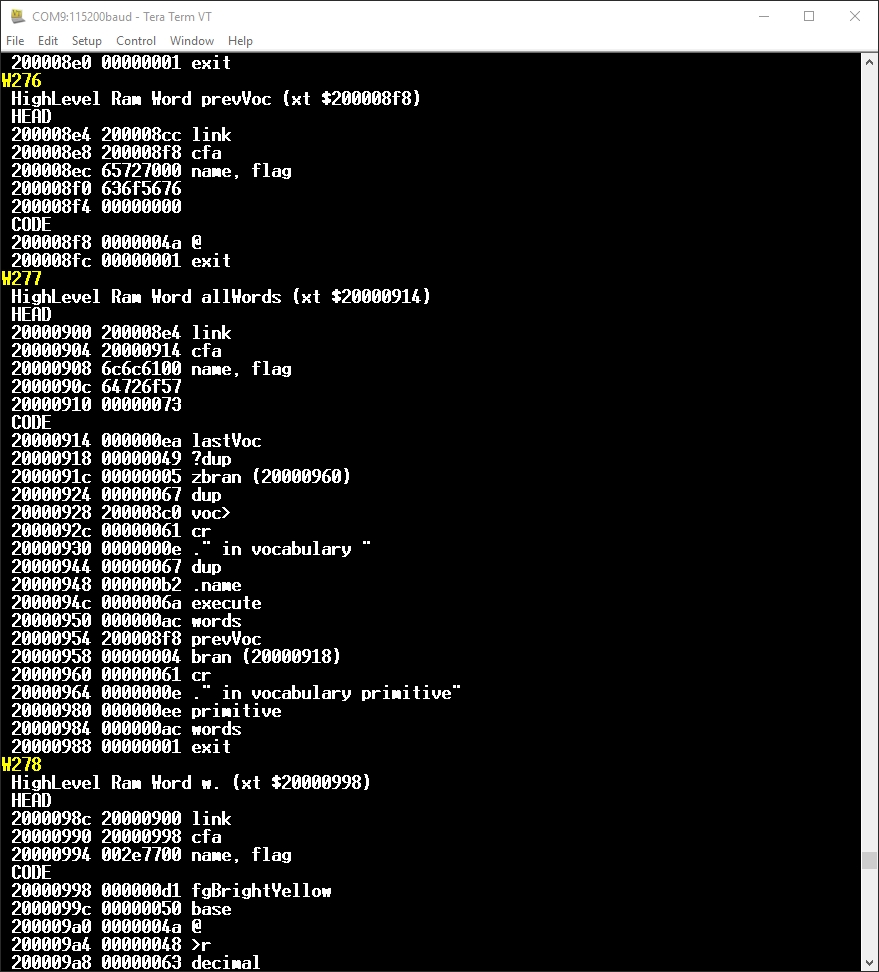 COM9:115200baud - Tera Term VT
File Edit Setup Control Window Help
200008e0 00000001 exit
W276
HighLevel Ram Word prevVoc (xt $200008f8)
HEAD
200008e4 200008cc link
200008e8 200008f8 cfa
200008ec 65727000 name, flag
200008f0 636f5676
200008f4 00000000
CODE
200008f8 0000004a @
200008fc 00000001 exit
W277
HighLevel Ram Word allWords (xt $20000914)
HEAD
20000900 200008e4 link
20000904 20000914 cfa
20000908 6c6c6100 name, flag
2000090c 64726f57
20000910 00000073
CODE
20000914 000000ea lastVoc
20000918 00000049 ?dup
2000091c 00000005 zbran (20000960)
20000924 00000067 dup
20000928 200008c0 voc>
2000092c 00000061 cr
20000930 0000000e ." in vocabulary "
20000944 00000067 dup
20000948 000000b2 .name
2000094c 0000006a execute
20000950 000000ac words
20000954 200008f8 prevVoc
20000958 00000004 bran (20000918)
20000960 00000061 cr
20000964 0000000e ." in vocabulary primitive"
20000980 000000ee primitive
20000984 000000ac words
20000988 00000001 exit
W278
HighLevel Ram Word w. (xt $20000998)
HEAD
2000098c 20000900 link
20000990 20000998 cfa
20000994 002e7700 name, flag
CODE
20000998 000000d1 fgBrightYellow
2000099c 00000050 base
200009a0 0000004a @
200009a4 00000048 >r
200009a8 00000063 decimal